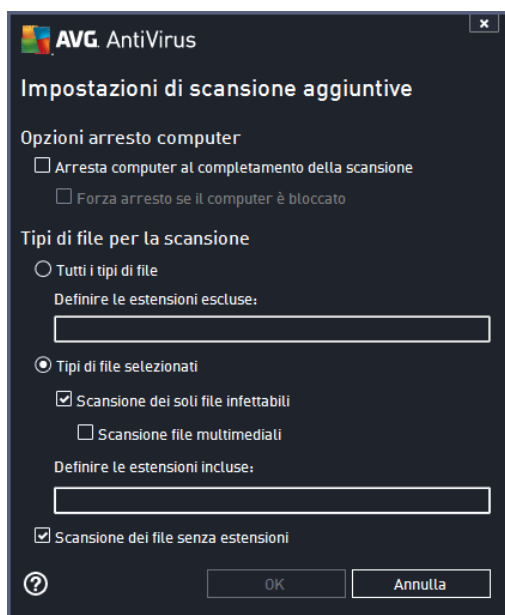 AVG. AntiVirus
Impostazioni di scansione aggiuntive
Opzioni arresto computer
Arresta computer al completamento della scansione
Forza arresto se il computer è bloccato
Tipi di file per la scansione
Tutti i tipi di file
Definire le estensioni escluse:
Tipi di file selezionati
Scansione dei soli file infettabili
Scansione file multimediali
Definire le estensioni incluse:
Scansione dei file senza estensioni
OK Annulla